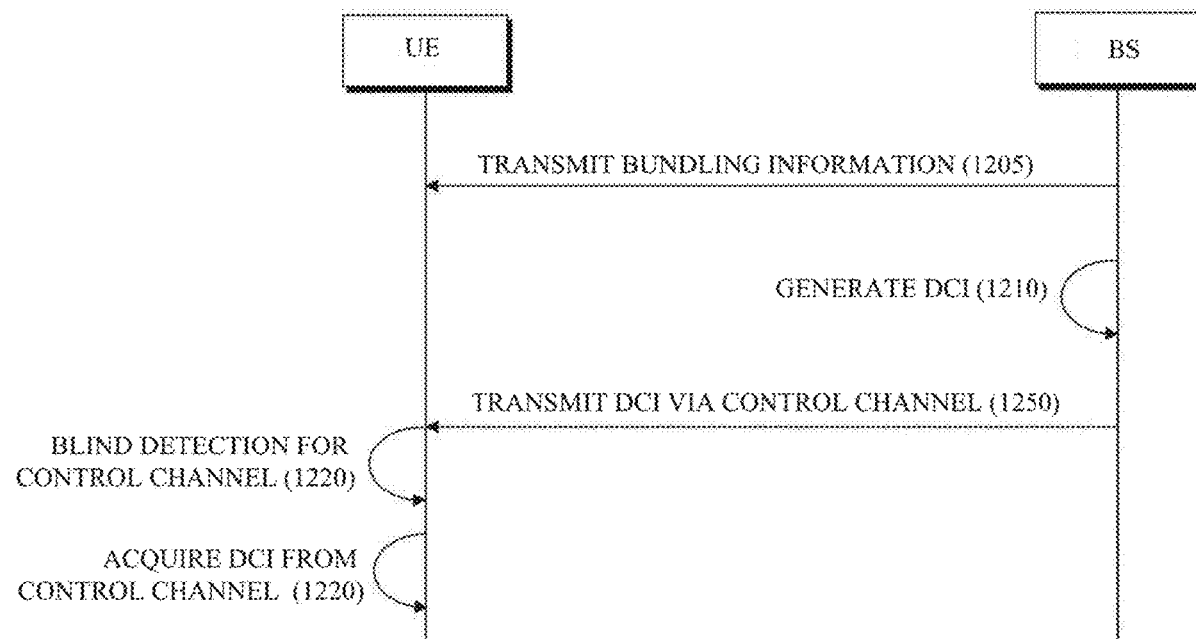 UE
BS
TRANSMIT BUNDLING INFORMATION (1205)
GENERATE DCI (1210)
TRANSMIT DCI VIA CONTROL CHANNEL (1250)
BLIND DETECTION FOR
CONTROL CHANNEL (1220)
ACQUIRE DCI FROM
CONTROL CHANNEL (1220)